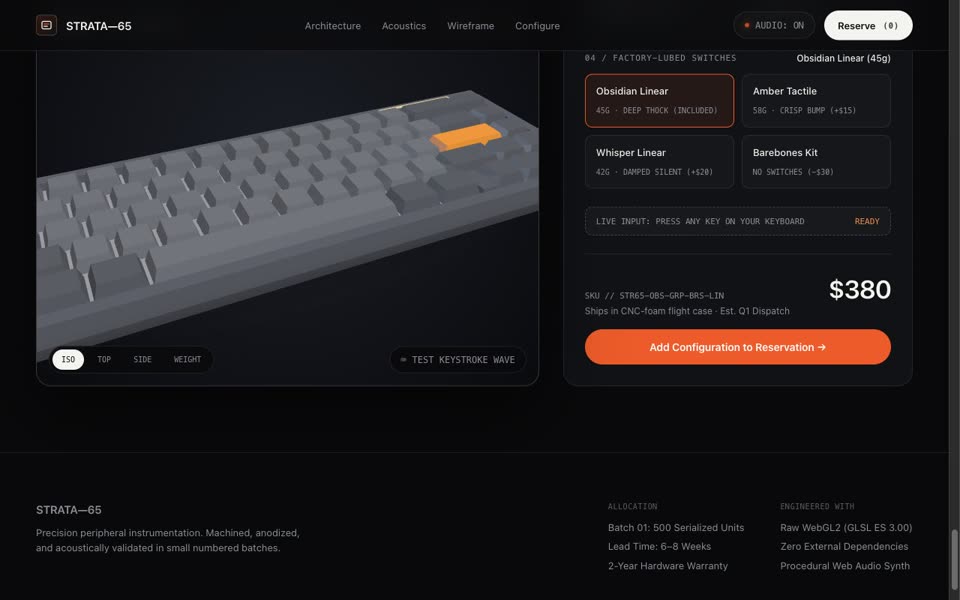 STRATA—65
Architecture
Acoustics
Wireframe
Configure
AUDIO: ON
Reserve (0)
04 / FACTORY-LUBED SWITCHES
Obsidian Linear (45g)
Obsidian Linear
45G · DEEP THOCK (INCLUDED)
Amber Tactile
58G · CRISP BUMP (+$15)
Whisper Linear
42G · DAMPED SILENT (+$20)
Barebones Kit
NO SWITCHES (−$30)
LIVE INPUT: PRESS ANY KEY ON YOUR KEYBOARD
READY
SKU // STR65-OBS-GRP-BRS-LIN
$380
Ships in CNC-foam flight case · Est. Q1 Dispatch
Add Configuration to Reservation →
ISO
TOP
SIDE
WEIGHT
⌨ TEST KEYSTROKE WAVE
STRATA—65
Precision peripheral instrumentation. Machined, anodized,
and acoustically validated in small numbered batches.
ALLOCATION
Batch 01: 500 Serialized Units
Lead Time: 6–8 Weeks
2-Year Hardware Warranty
ENGINEERED WITH
Raw WebGL2 (GLSL ES 3.00)
Zero External Dependencies
Procedural Web Audio Synth